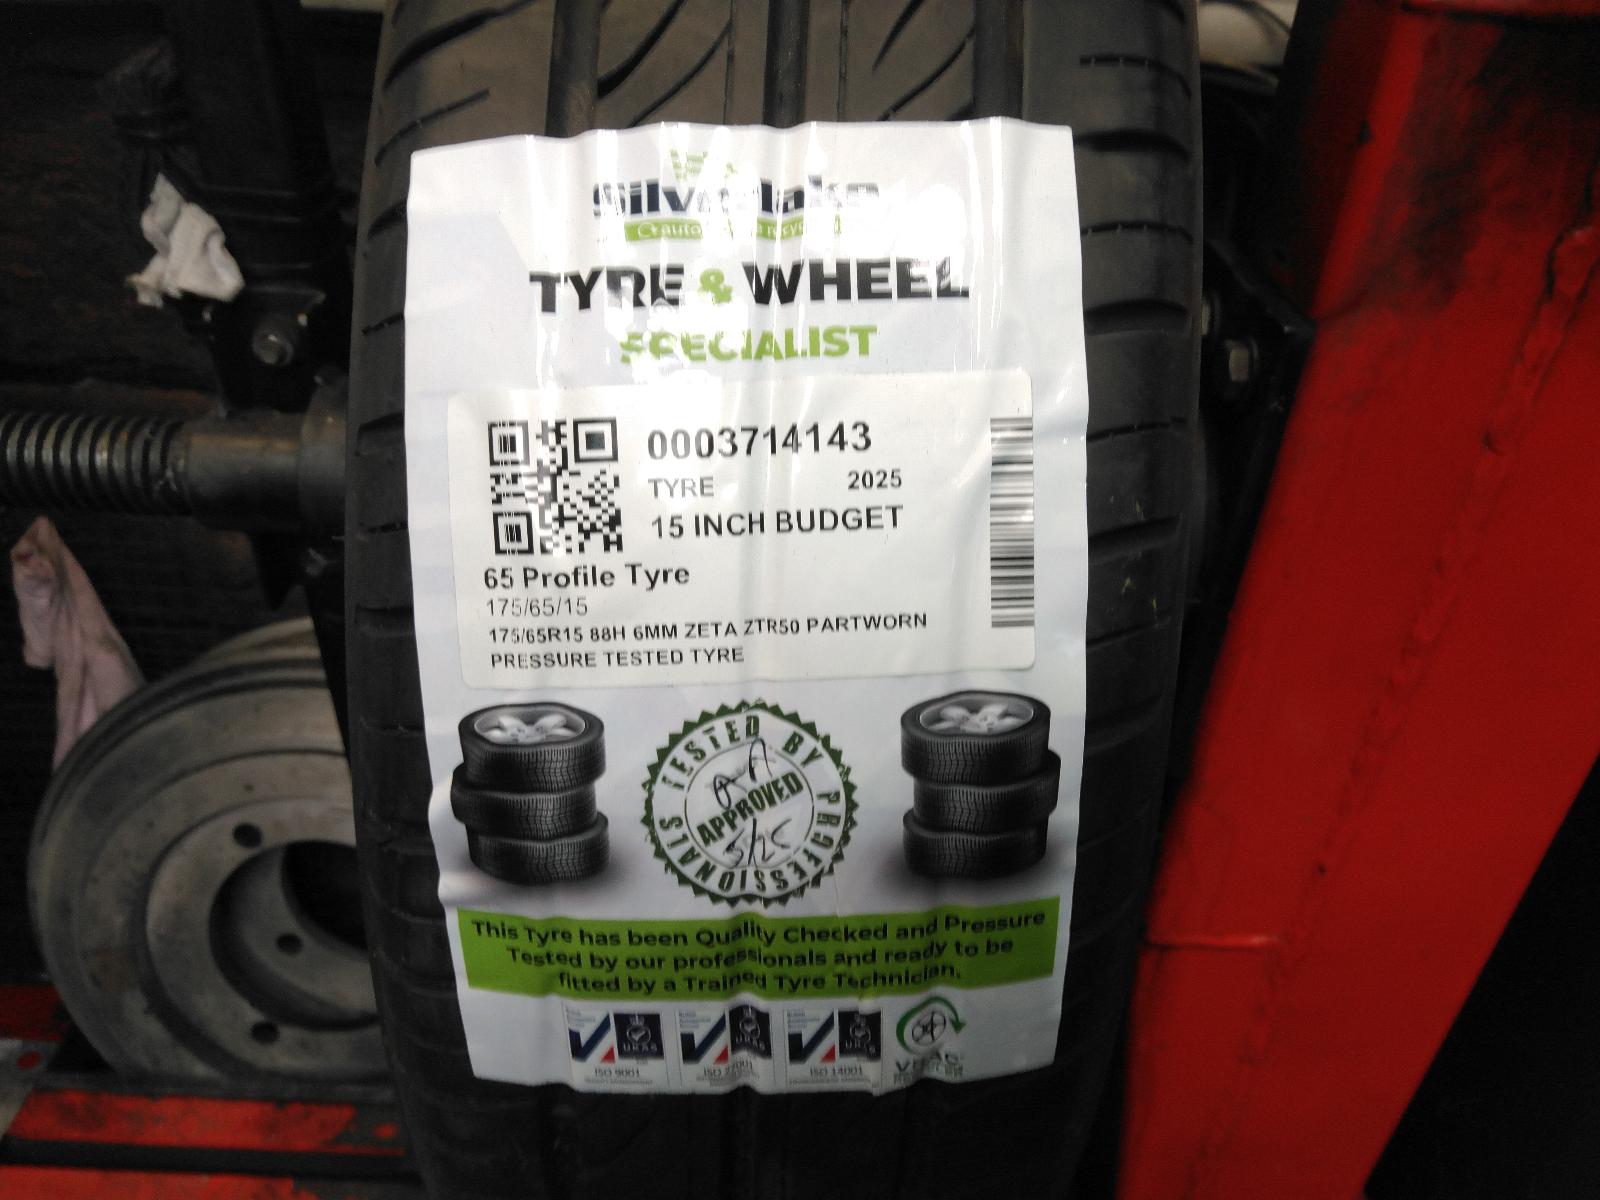 Silverlake
TYRE & WHEEL
SPECIALIST
0003714143
TYRE 2025
15 INCH BUDGET
65 Profile Tyre
175/65/15
175/65R15 88H 6MM ZETA ZTR50 PARTWORN
PRESSURE TESTED TYRE
TESTED BY PROFESSIONALS
APPROVED
This Tyre has been Quality Checked and Pressure
Tested by our professionals and ready to be
fitted by a Trained Tyre Technician.
UKAS UKAS UKAS
ISO 9001 ISO 14001